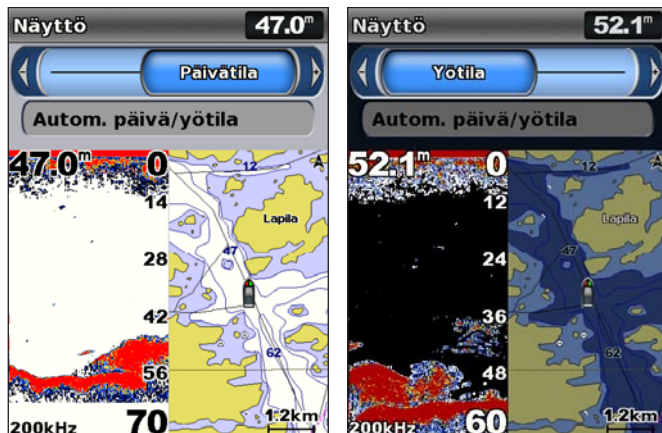 Näyttö 47.0m
Päivätila
Autom. päivä/yötila
47.0m 0
12
14
Lapila
28
47
42
56
62
200kHz 70
1.2km
Näyttö 52.1m
Yötila
Autom. päivä/yötila
52.1m 0
12
12
Lapila
24
47
36
48
62
200kHz 60
1.2km